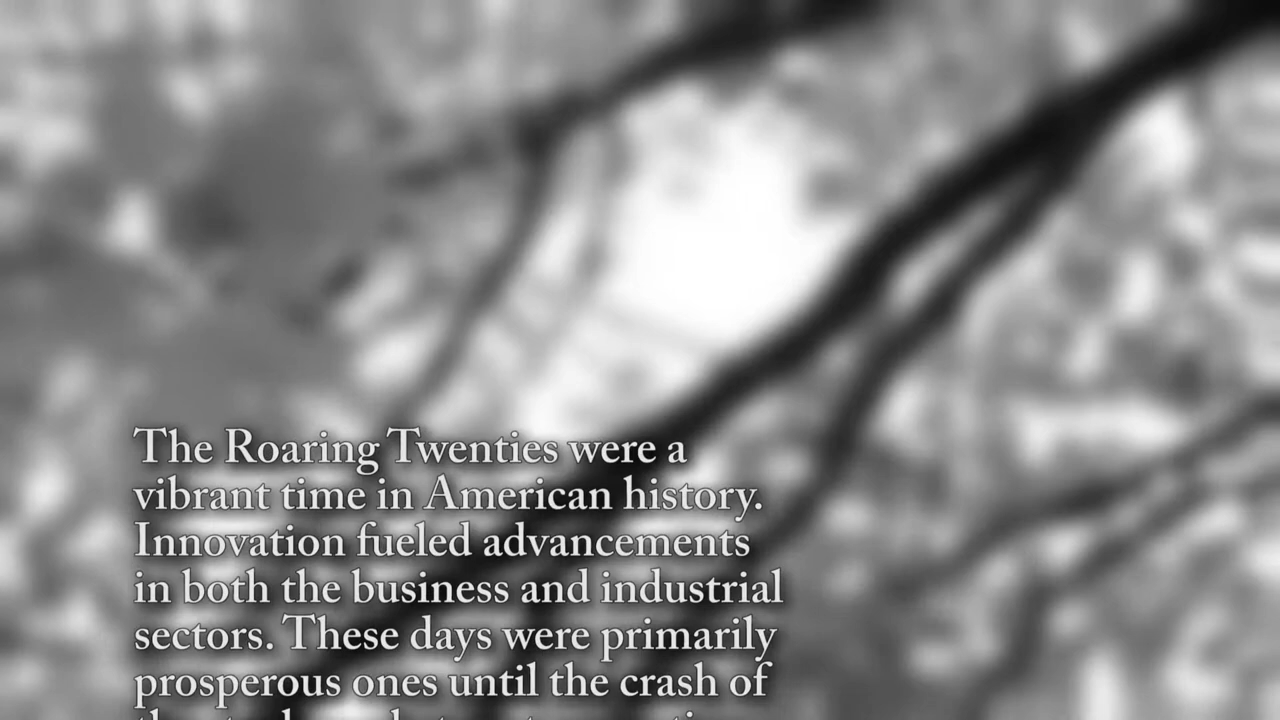 The Roaring Twenties were a
vibrant time in American history.
Innovation fueled advancements
in both the business and industrial
sectors. These days were primarily
prosperous ones until the crash of